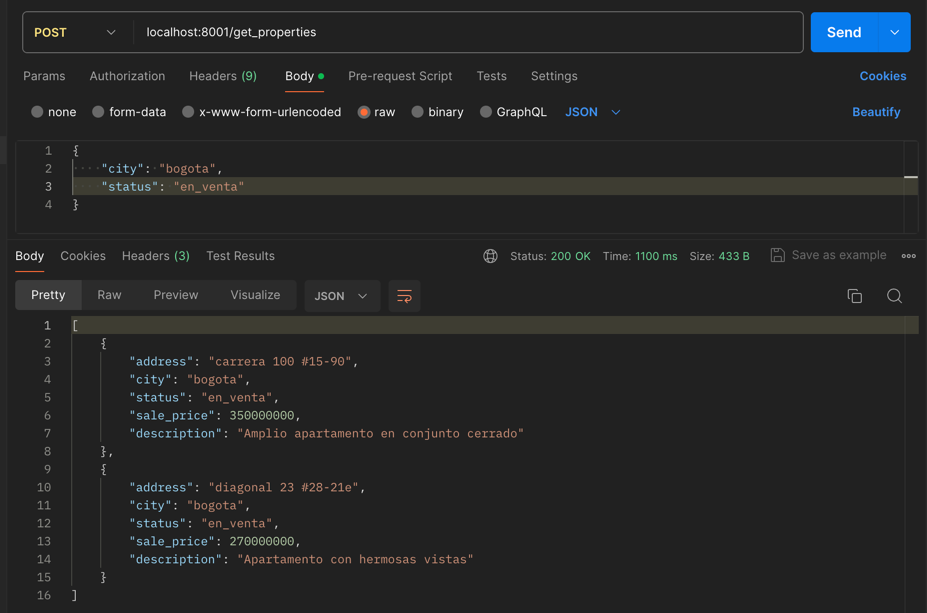 POST localhost:8001/get_properties Send
Params Authorization Headers (9) Body Pre-request Script Tests Settings Cookies
none form-data x-www-form-urlencoded raw binary GraphQL JSON Beautify
1 {
2 "city": "bogota",
3 "status": "en_venta"
4 }
Body Cookies Headers (3) Test Results Status: 200 OK Time: 1100 ms Size: 433 B Save as example
Pretty Raw Preview Visualize JSON
1 [
2 {
3 "address": "carrera 100 #15-90",
4 "city": "bogota",
5 "status": "en_venta",
6 "sale_price": 350000000,
7 "description": "Amplio apartamento en conjunto cerrado"
8 },
9 {
10 "address": "diagonal 23 #28-21e",
11 "city": "bogota",
12 "status": "en_venta",
13 "sale_price": 270000000,
14 "description": "Apartamento con hermosas vistas"
15 }
16 ]